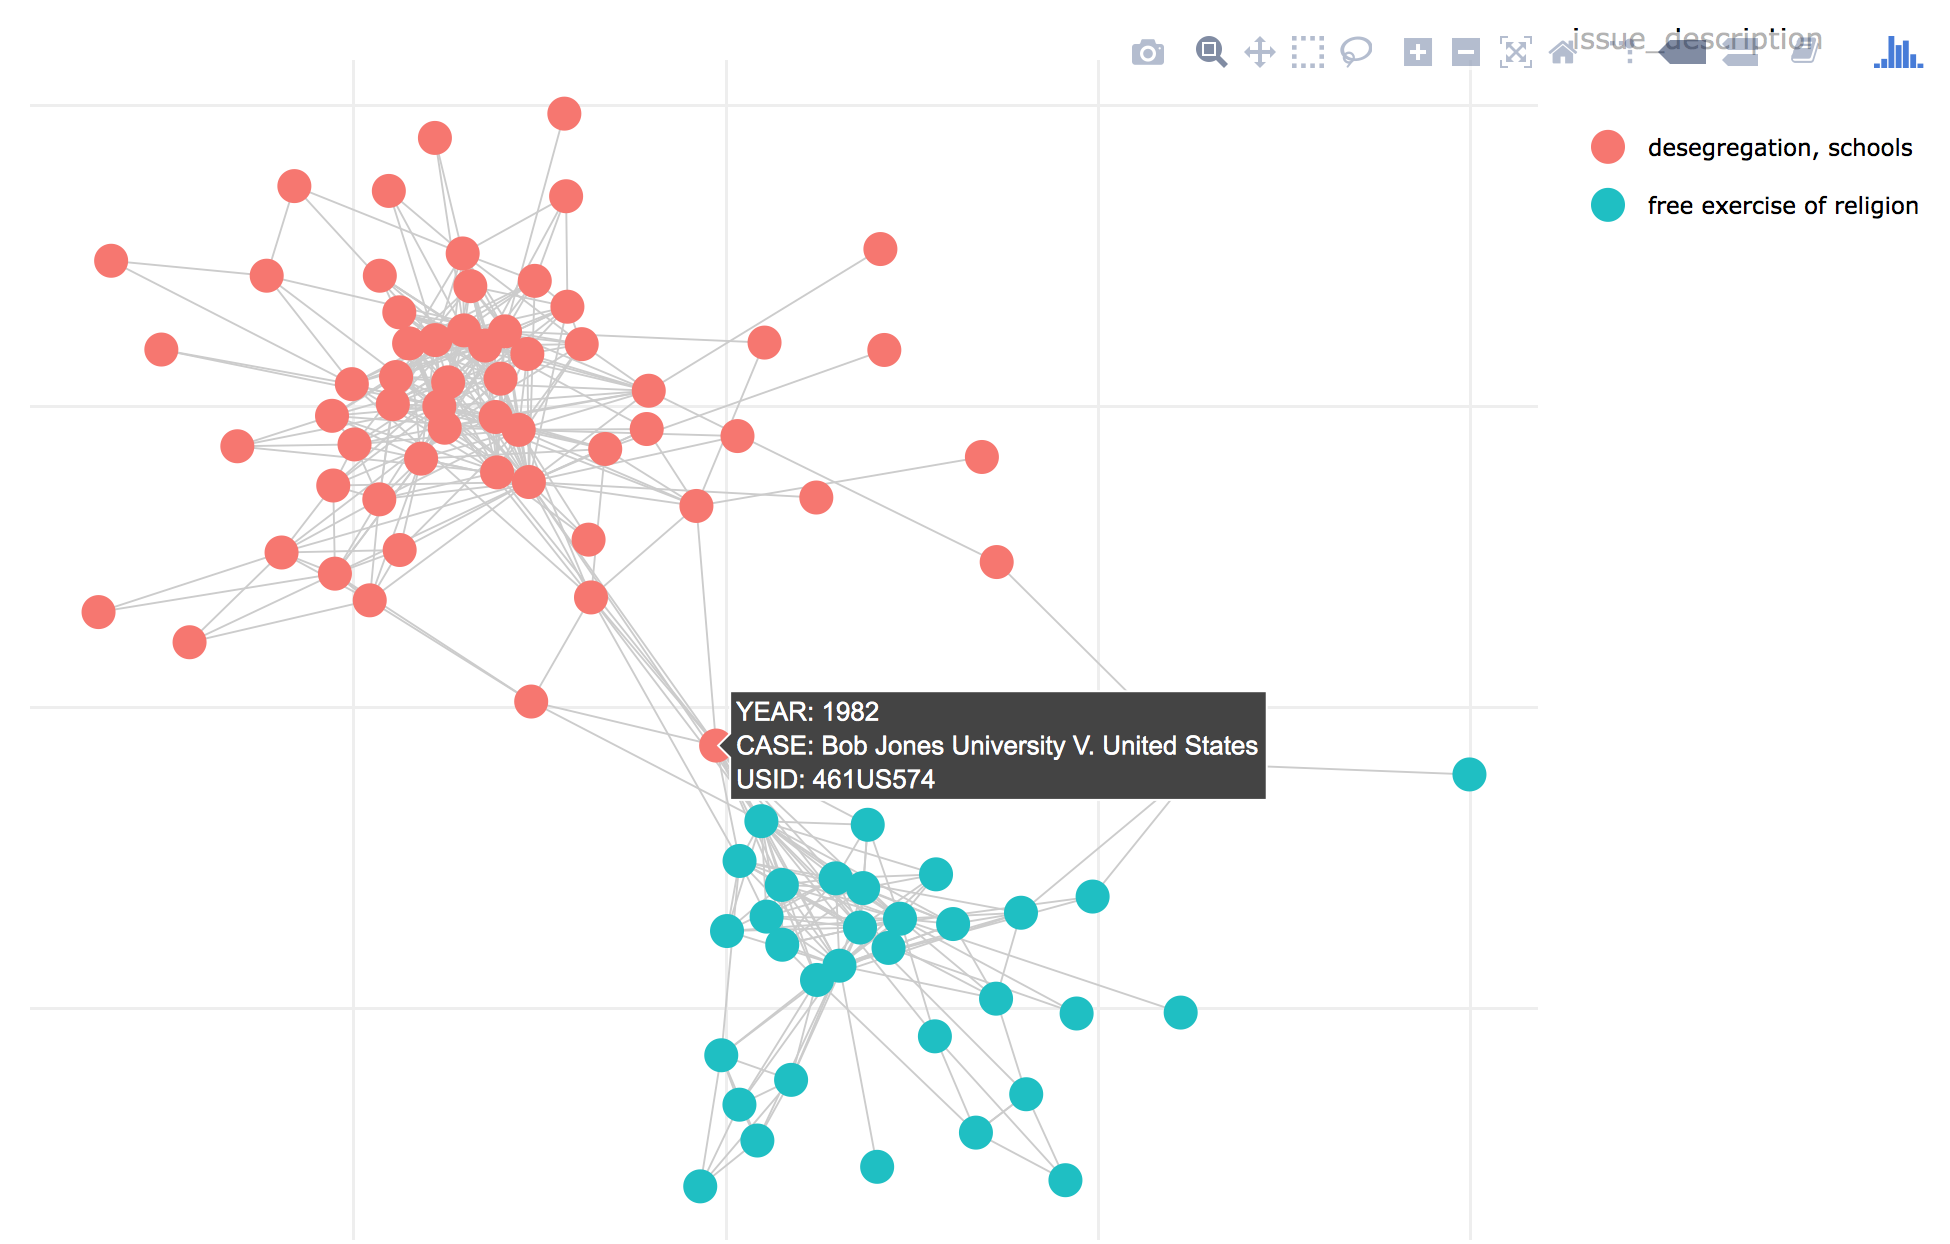 issue_description
desegregation, schools
free exercise of religion
YEAR: 1982
CASE: Bob Jones University V. United States
USID: 461US574